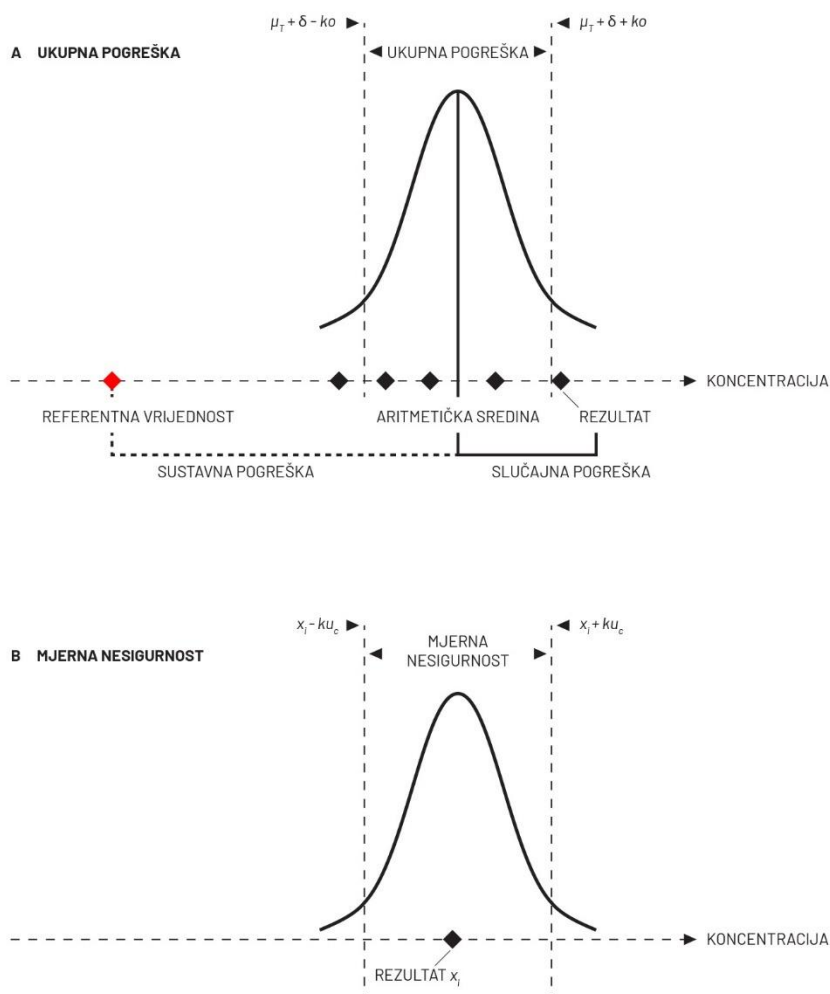 μT + δ - ko
μT + δ + ko
A UKUPNA POGREŠKA
UKUPNA POGREŠKA
KONCENTRACIJA
REFERENTNA VRIJEDNOST
ARITMETIČKA SREDINA
REZULTAT
SUSTAVNA POGREŠKA
SLUČAJNA POGREŠKA
xi - kuc
xi + kuc
B MJERNA NESIGURNOST
MJERNA
NESIGURNOST
KONCENTRACIJA
REZULTAT xi